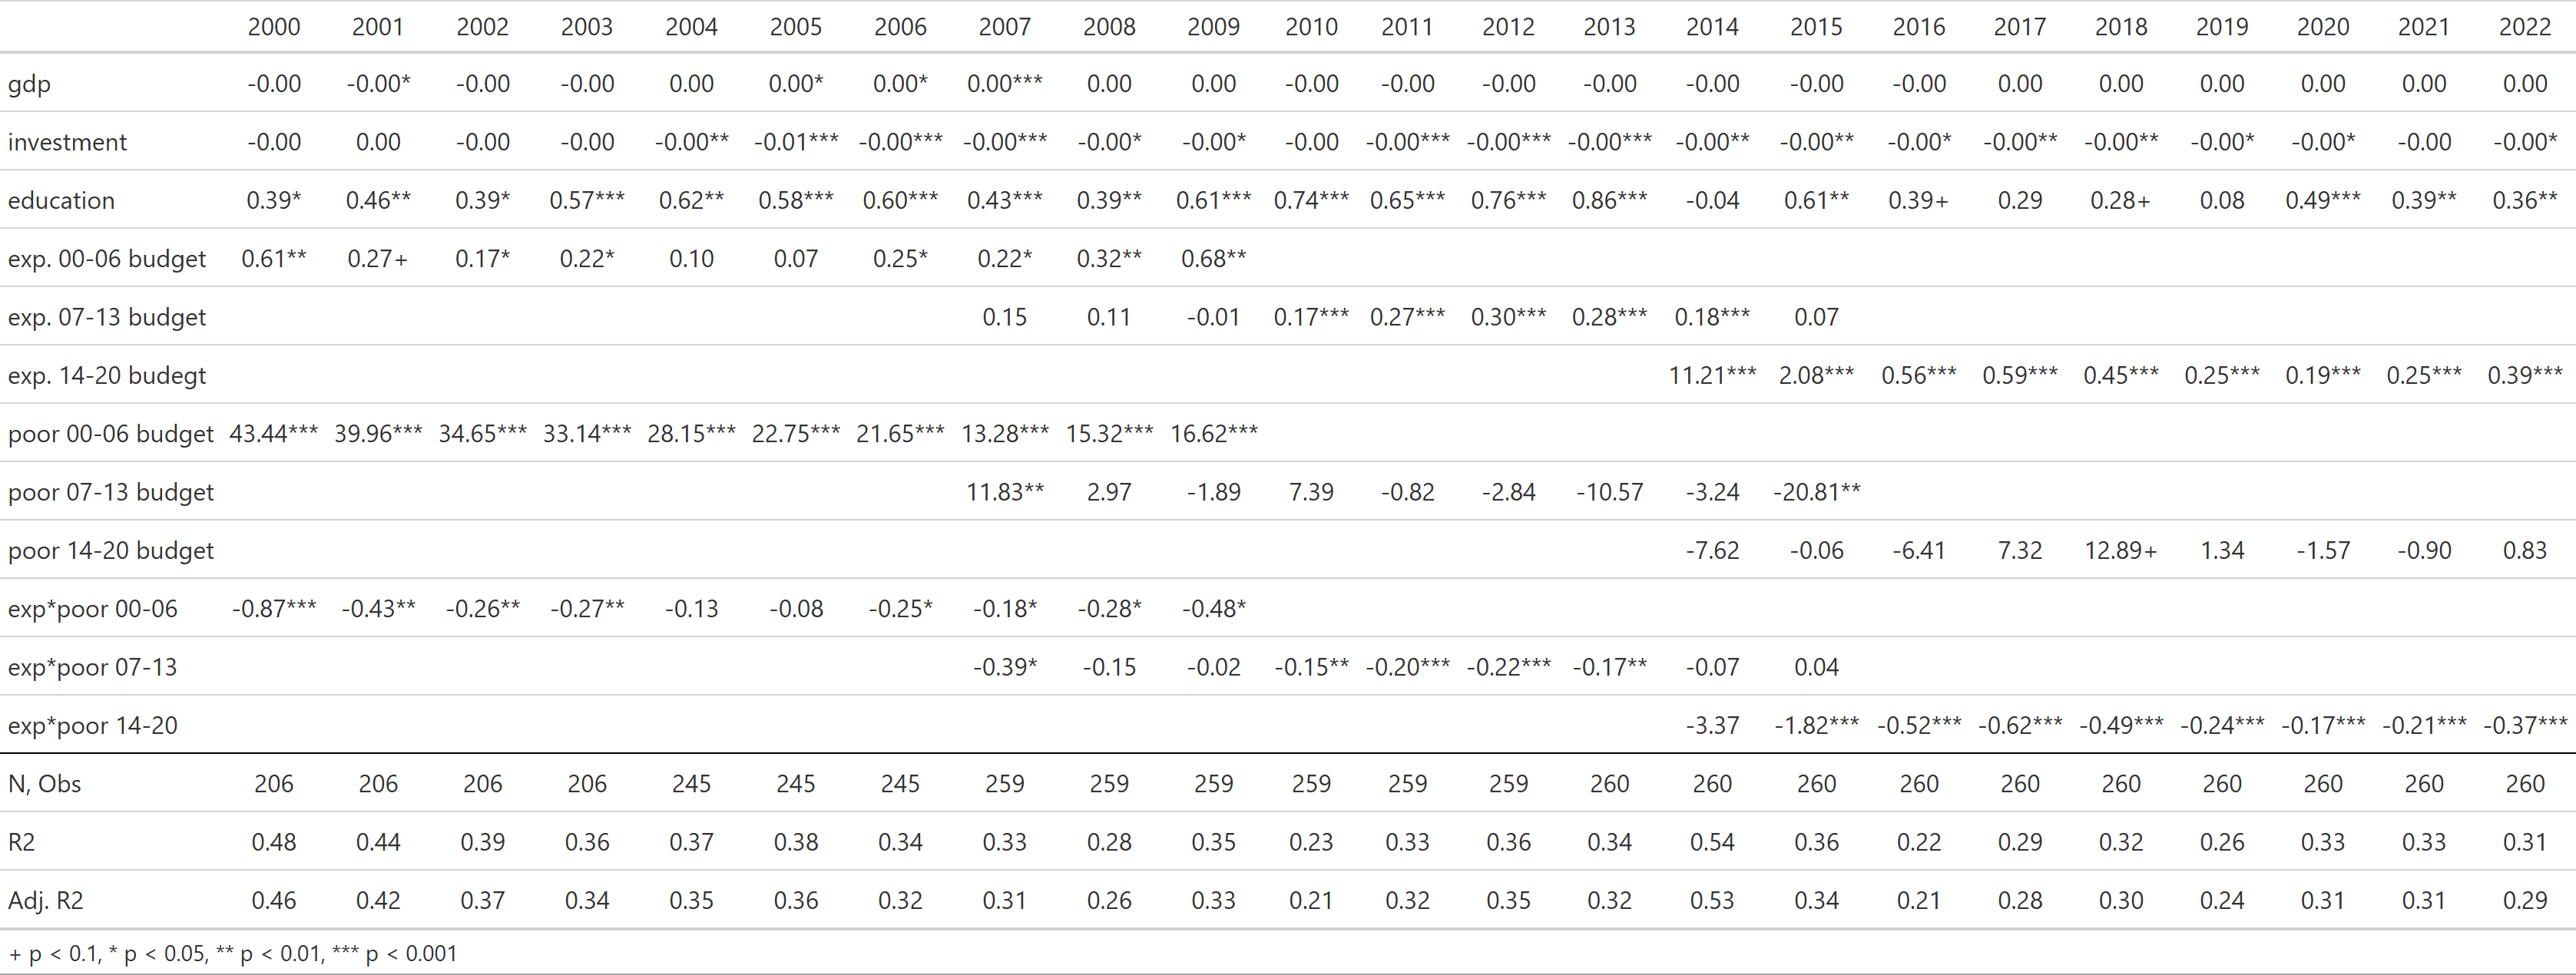 2000 2001 2002 2003 2004 2005 2006 2007 2008 2009 2010 2011 2012 2013 2014 2015 2016 2017 2018 2019 2020 2021 2022
gdp -0.00 -0.00* -0.00 -0.00 0.00 0.00* 0.00* 0.00*** 0.00 0.00 -0.00 -0.00 -0.00 -0.00 -0.00 -0.00 -0.00 0.00 0.00 0.00 0.00 0.00 0.00
investment -0.00 0.00 -0.00 -0.00 -0.00** -0.01*** -0.00*** -0.00*** -0.00* -0.00* -0.00 -0.00*** -0.00*** -0.00*** -0.00** -0.00** -0.00* -0.00** -0.00** -0.00* -0.00* -0.00 -0.00*
education 0.39* 0.46** 0.39* 0.57*** 0.62** 0.58*** 0.60*** 0.43*** 0.39** 0.61*** 0.74*** 0.65*** 0.76*** 0.86*** -0.04 0.61** 0.39+ 0.29 0.28+ 0.08 0.49*** 0.39** 0.36**
exp. 00-06 budget 0.61** 0.27+ 0.17* 0.22* 0.10 0.07 0.25* 0.22* 0.32** 0.68**
exp. 07-13 budget 0.15 0.11 -0.01 0.17*** 0.27*** 0.30*** 0.28*** 0.18*** 0.07
exp. 14-20 budegt 11.21*** 2.08*** 0.56*** 0.59*** 0.45*** 0.25*** 0.19*** 0.25*** 0.39***
poor 00-06 budget 43.44*** 39.96*** 34.65*** 33.14*** 28.15*** 22.75*** 21.65*** 13.28*** 15.32*** 16.62***
poor 07-13 budget 11.83** 2.97 -1.89 7.39 -0.82 -2.84 -10.57 -3.24 -20.81**
poor 14-20 budget -7.62 -0.06 -6.41 7.32 12.89+ 1.34 -1.57 -0.90 0.83
exp*poor 00-06 -0.87*** -0.43** -0.26** -0.27** -0.13 -0.08 -0.25* -0.18* -0.28* -0.48*
exp*poor 07-13 -0.39* -0.15 -0.02 -0.15** -0.20*** -0.22*** -0.17** -0.07 0.04
exp*poor 14-20 -3.37 -1.82*** -0.52*** -0.62*** -0.49*** -0.24*** -0.17*** -0.21*** -0.37***
N, Obs 206 206 206 206 245 245 245 259 259 259 259 259 259 260 260 260 260 260 260 260 260 260 260
R2 0.48 0.44 0.39 0.36 0.37 0.38 0.34 0.33 0.28 0.35 0.23 0.33 0.36 0.34 0.54 0.36 0.22 0.29 0.32 0.26 0.33 0.33 0.31
Adj. R2 0.46 0.42 0.37 0.34 0.35 0.36 0.32 0.31 0.26 0.33 0.21 0.32 0.35 0.32 0.53 0.34 0.21 0.28 0.30 0.24 0.31 0.31 0.29
+ p < 0.1, * p < 0.05, ** p < 0.01, *** p < 0.001